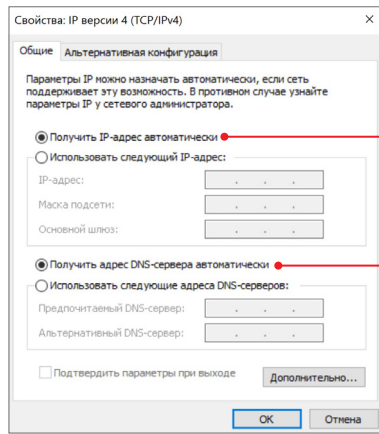 Свойства: IP версии 4 (TCP/IPv4)
Общие
Альтернативная конфигурация
Параметры IP можно назначать автоматически, если сеть
поддерживает эту возможность. В противном случае узнайте
параметры IP у сетевого администратора.
Получить IP-адрес автоматически
Использовать следующий IP-адрес:
IP-адрес:
Маска подсети:
Основной шлюз:
Получить адрес DNS-сервера автоматически
Использовать следующие адреса DNS-серверов:
Предпочитаемый DNS-сервер:
Альтернативный DNS-сервер:
Подтвердить параметры при выходе
Дополнительно...
ОК
Отмена